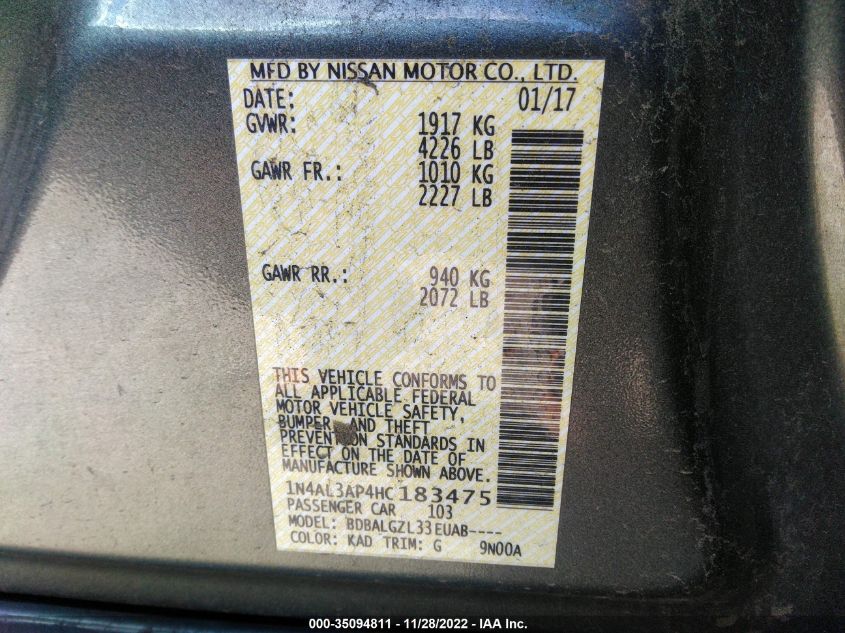 MFD BY NISSAN MOTOR CO., LTD.
DATE: 01/17
GVWR: 1917 KG
4226 LB
GAWR FR.: 1010 KG
2227 LB
GAWR RR.: 940 KG
2072 LB
THIS VEHICLE CONFORMS TO
ALL APPLICABLE FEDERAL
MOTOR VEHICLE SAFETY,
BUMPER, AND THEFT
PREVENTION STANDARDS IN
EFFECT ON THE DATE OF
MANUFACTURE SHOWN ABOVE.
1N4AL3AP4HC183475
PASSENGER CAR 103
MODEL: BDBALGZL33EUAB----
COLOR: KAD TRIM: G 9N00A
000-35094811 - 11/28/2022 - IAA Inc.